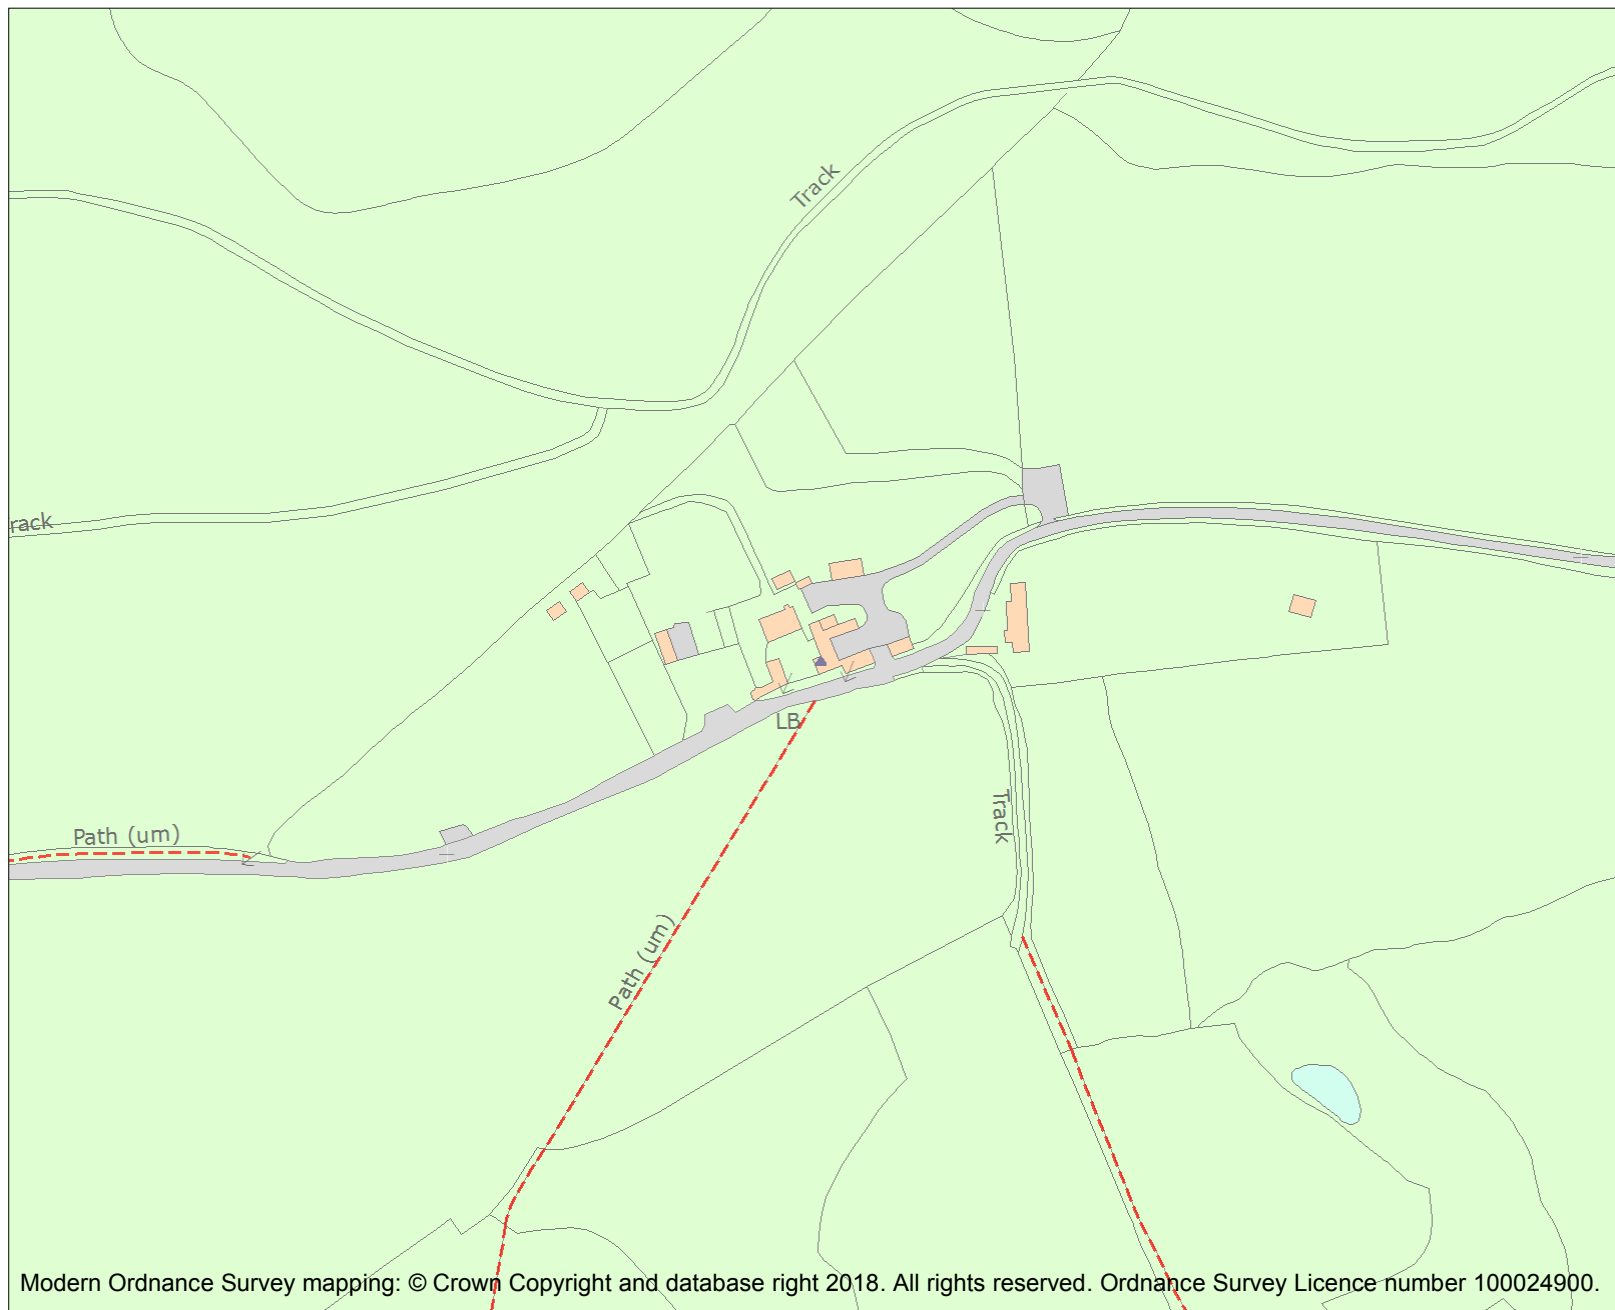 Track
rack
LB
Track
Path (um)
Path (um)
Modern Ordnance Survey mapping: © Crown Copyright and database right 2018. All rights reserved. Ordnance Survey Licence number 100024900.